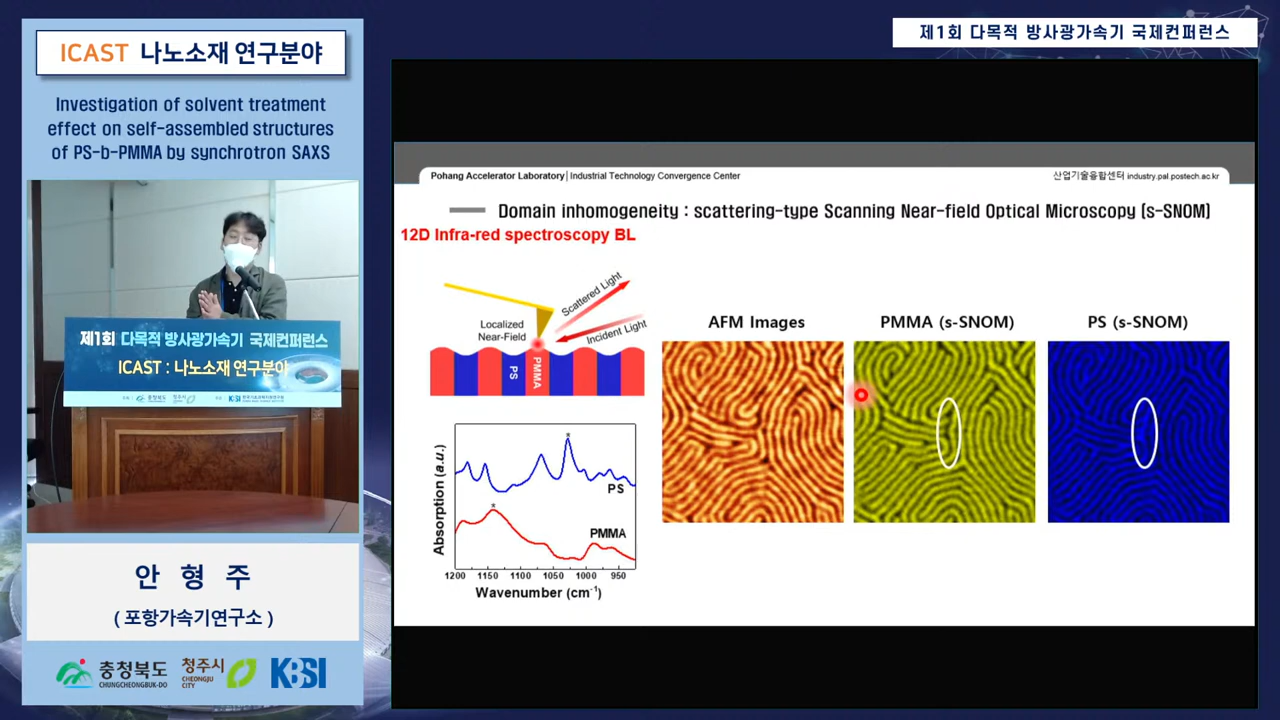 ICAST 나노소재 연구분야
제1회 다목적 방사광가속기 국제컨퍼런스
Investigation of solvent treatment
effect on self-assembled structures
of PS-b-PMMA by synchrotron SAXS
제1회 다목적 방사광가속기 국제컨퍼런스
ICAST : 나노소재 연구분야
충청북도
청주시
KBSI
안 형 주
( 포항가속기연구소 )
충청북도
CHUNGCHEONGBUK-DO
청주시
CHEONGJU
CITY
KBSI
Pohang Accelerator Laboratory | Industrial Technology Convergence Center
산업기술융합센터 industry.pal.postech.ac.kr
Domain inhomogeneity : scattering-type Scanning Near-field Optical Microscopy (s-SNOM)
12D Infra-red spectroscopy BL
Scattered Light
Localized
Near-Field
Incident Light
PS
PMMA
Absorption (a.u.)
*
PS
*
PMMA
1200 1150 1100 1050 1000 950
Wavenumber (cm⁻¹)
AFM Images
PMMA (s-SNOM)
PS (s-SNOM)